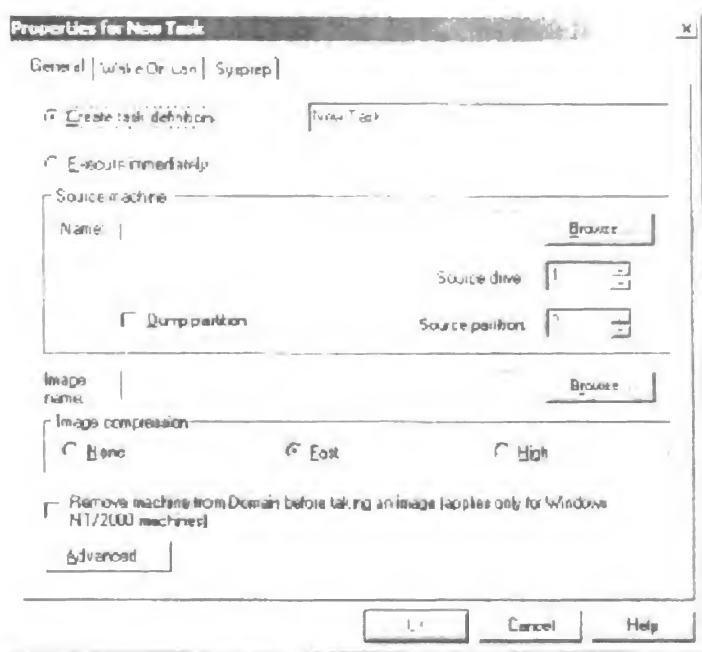 Properties for New Task
General Wake On Lan Sysprep
Create task definition New Task
Execute immediately
Source machine
Name: Browse
Source drive 1
Dump partition Source partition
Image name: Browse
Image compression
None Fast High
Remove machine from Domain before taking an image (applies only for Windows
NT/2000 machines)
Advanced
Cancel Help